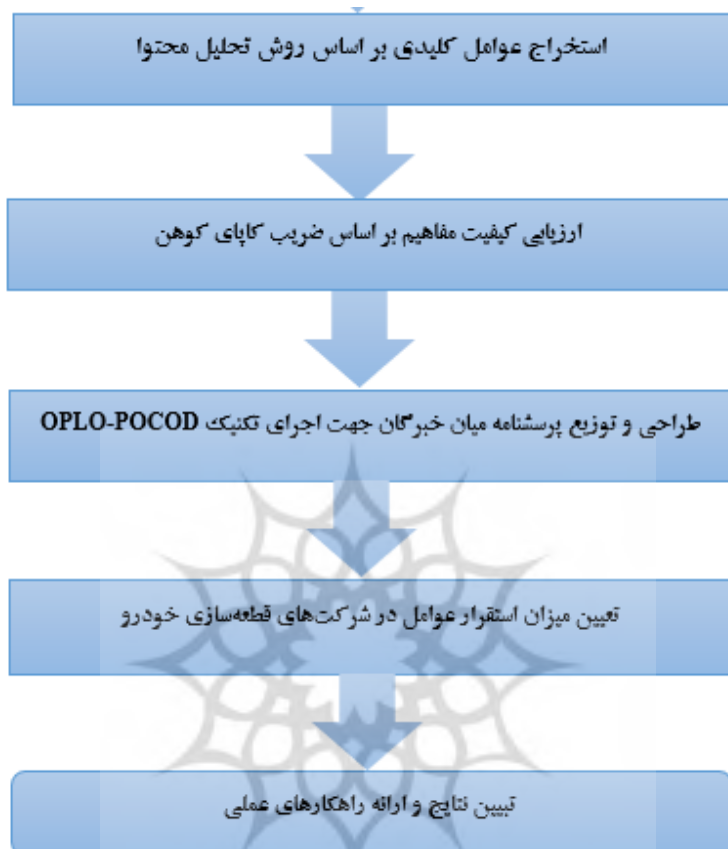 استخراج عوامل کلیدی بر اساس روش تحلیل محتوا
ارزیابی کیفیت مفاهیم بر اساس ضریب کاپای کوهن
طراحی و توزیع پرسشنامه میان خبرگان جهت اجرای تکنیک OPLO-POCOD
تعیین میزان استقرار عوامل در شرکت‌های قطعه‌سازی خودرو
تبیین نتایج و ارائه راهکارهای عملی